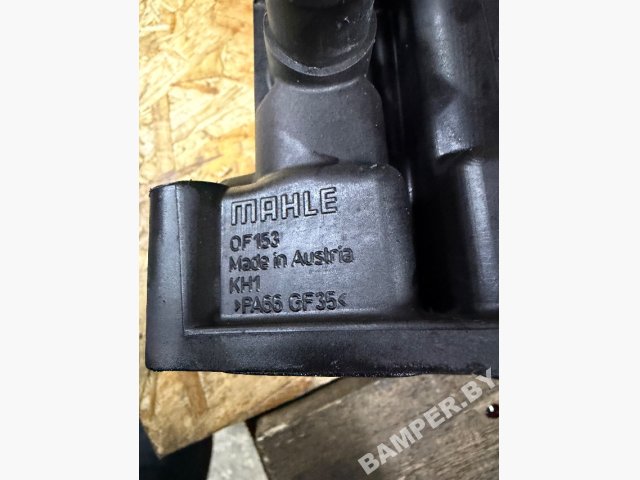 MAHLE
OF153
Made in Austria
KH1
>PA66 GF35<
BAMPER.BY